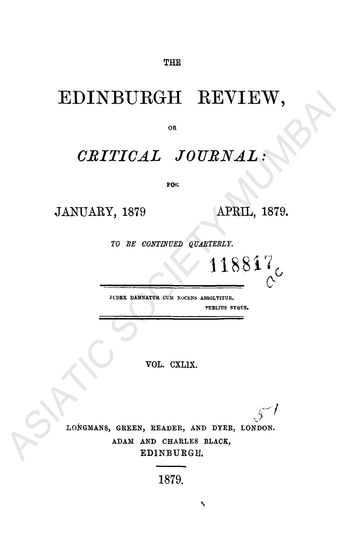 THE
EDINBURGH REVIEW,
OR
CRITICAL JOURNAL:
FOR
JANUARY, 1879 APRIL, 1879.
TO BE CONTINUED QUARTERLY.
118817
JUDEX DAMNATUR CUM NOCENS ABSOLVITUR.
PUBLIUS SYRUS.
VOL. CXLIX.
51
LONGMANS, GREEN, READER, AND DYER, LONDON.
ADAM AND CHARLES BLACK,
EDINBURGH.
1879.
ASIATIC SOCIETY MUMBAI